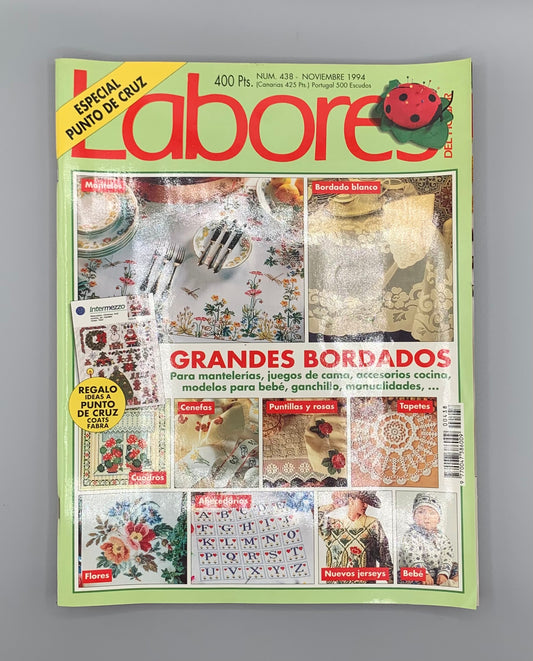 ESPECIAL
PUNTO DE CRUZ
400 Pts.
NUM. 438 - NOVIEMBRE 1994
(Canarias 425 Pts.) Portugal 500 Escudos
Labores
DEL HOGAR
Manteles
Bordado blanco
Intermezzo
REGALO
IDEAS A
PUNTO DE
CRUZ
COATS
FABRA
GRANDES BORDADOS
Para mantelerías, juegos de cama, accesorios cocina,
modelos para bebé, ganchillo, manualidades, ...
Cuadros
Cenefas
Puntillas y rosas
Tapetes
00438
Flores
Abecedarios
A B C D E
F G H I J
K L M N O
P Q R S T
U V X Y Z
Nuevos jerseys
Bebé